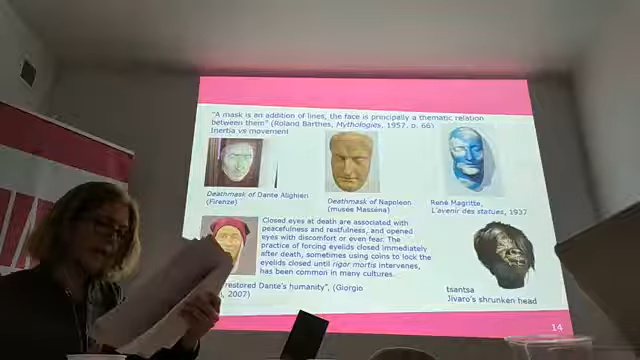 "A mask is an addition of lines, the face is principally a thematic relation
between them" (Roland Barthes, Mythologies, 1957. p. 66)
Inertia vs movement
Deathmask of Dante Alighieri
(Firenze)
Deathmask of Napoleon
(musée Masséna)
René Magritte,
L'avenir des statues, 1937
Closed eyes at death are associated with
peacefulness and restfulness, and opened
eyes with discomfort or even fear. The
practice of forcing eyelids closed immediately
after death, sometimes using coins to lock the
eyelids closed until rigor mortis intervenes,
has been common in many cultures.
restored Dante's humanity", (Giorgio
, 2007)
tsantsa
Jivaro's shrunken head
14